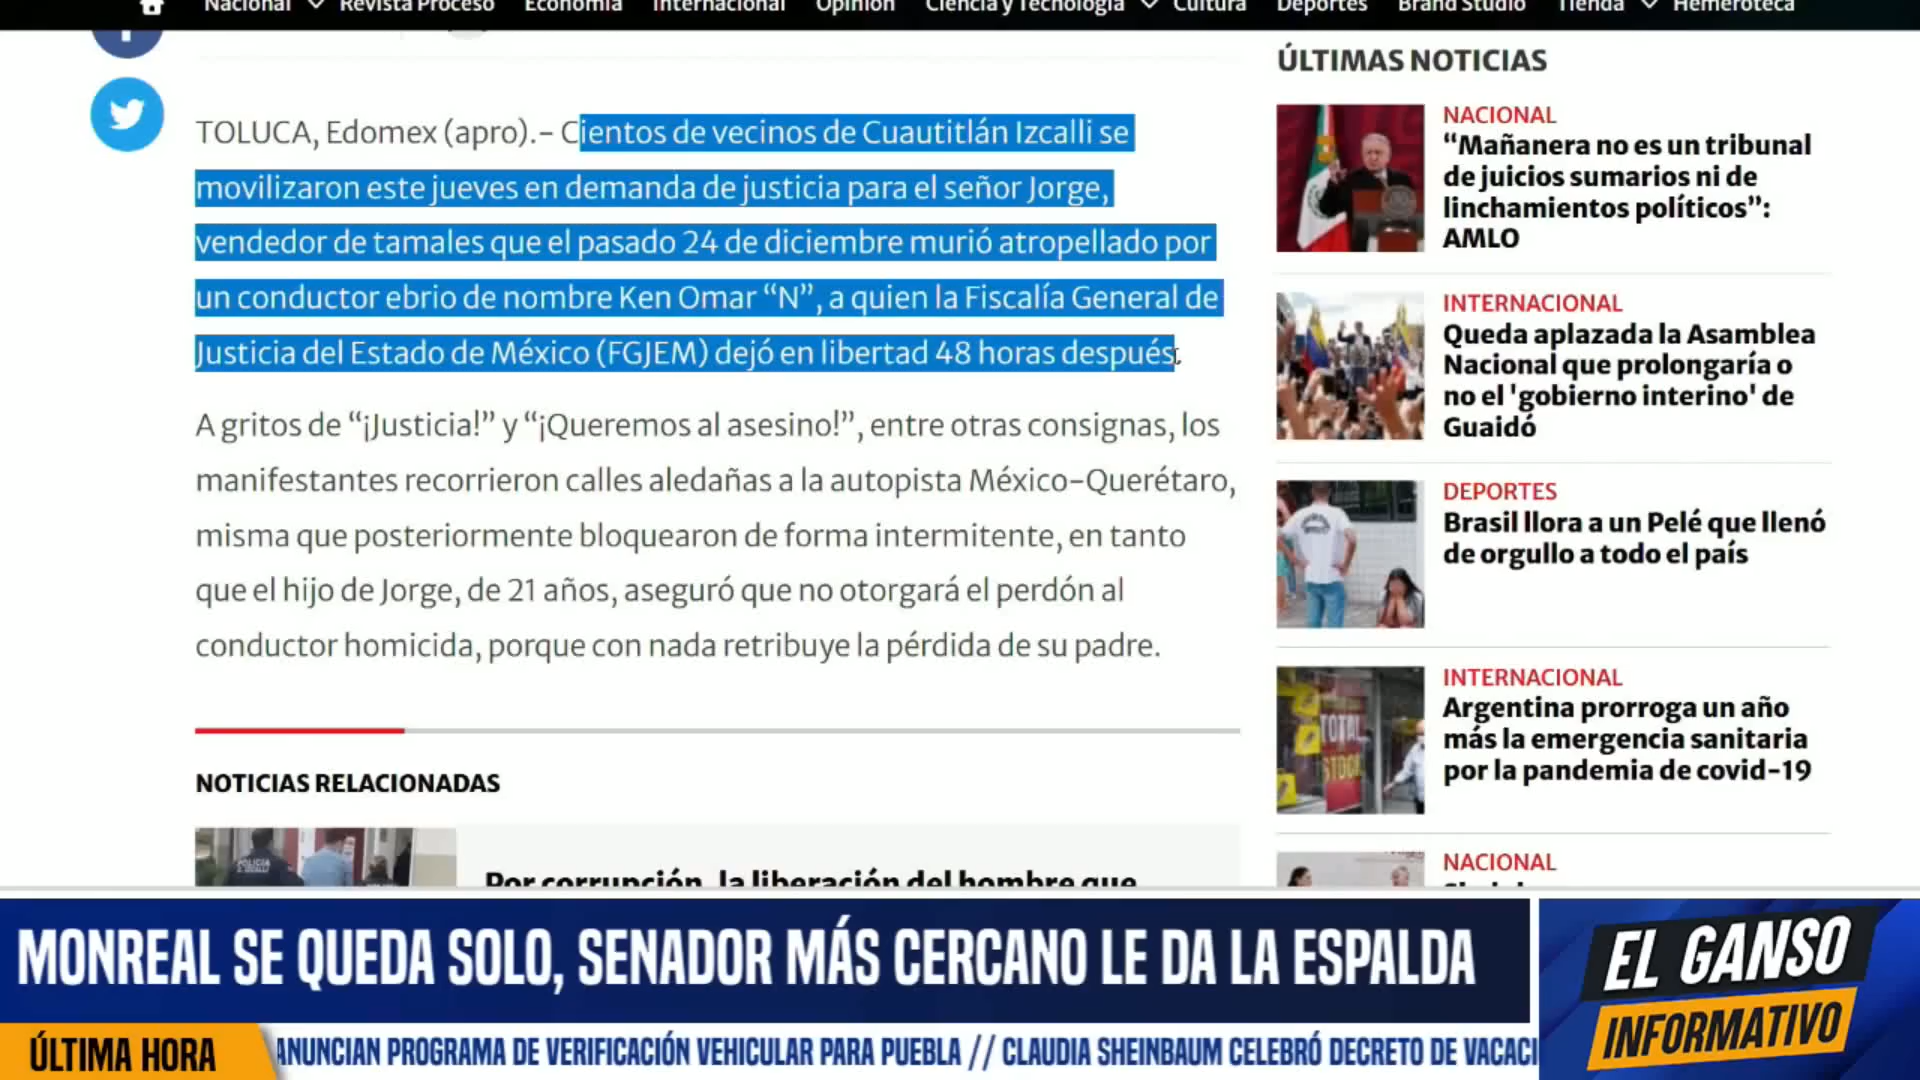 Nacional
Revista Proceso
Economía
Internacional
Opinión
Ciencia y Tecnología
Cultura
Deportes
Brand Studio
Tienda
Hemeroteca
TOLUCA, Edomex (apro).- Cientos de vecinos de Cuautitlán Izcalli se
movilizaron este jueves en demanda de justicia para el señor Jorge,
vendedor de tamales que el pasado 24 de diciembre murió atropellado por
un conductor ebrio de nombre Ken Omar “N”, a quien la Fiscalía General de
Justicia del Estado de México (FGJEM) dejó en libertad 48 horas después.
A gritos de “¡Justicia!” y “¡Queremos al asesino!”, entre otras consignas, los
manifestantes recorrieron calles aledañas a la autopista México-Querétaro,
misma que posteriormente bloquearon de forma intermitente, en tanto
que el hijo de Jorge, de 21 años, aseguró que no otorgará el perdón al
conductor homicida, porque con nada retribuye la pérdida de su padre.
NOTICIAS RELACIONADAS
POLICIA
Por corrupción, la liberación del hombre que
ÚLTIMAS NOTICIAS
NACIONAL
“Mañanera no es un tribunal
de juicios sumarios ni de
linchamientos políticos”:
AMLO
INTERNACIONAL
Queda aplazada la Asamblea
Nacional que prolongaría o
no el 'gobierno interino' de
Guaidó
DEPORTES
Brasil llora a un Pelé que llenó
de orgullo a todo el país
INTERNACIONAL
TOTAL
STOCK
Argentina prorroga un año
más la emergencia sanitaria
por la pandemia de covid-19
NACIONAL
MONREAL SE QUEDA SOLO, SENADOR MÁS CERCANO LE DA LA ESPALDA
EL GANSO
INFORMATIVO
ÚLTIMA HORA
ANUNCIAN PROGRAMA DE VERIFICACIÓN VEHICULAR PARA PUEBLA // CLAUDIA SHEINBAUM CELEBRÓ DECRETO DE VACACI